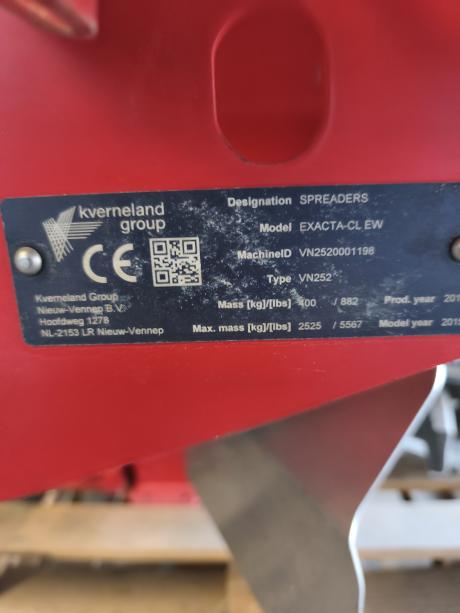 kverneland
group
CE
Kverneland Group
Nieuw-Vennep B.V.
Hoofdweg 1278
NL-2153 LR Nieuw-Vennep
Designation SPREADERS
Model EXACTA-CL EW
MachineID VN2520001198
Type VN252
Mass [kg]/[lbs] 400 / 882 Prod. year
Max. mass [kg]/[lbs] 2525 / 5567 Model year